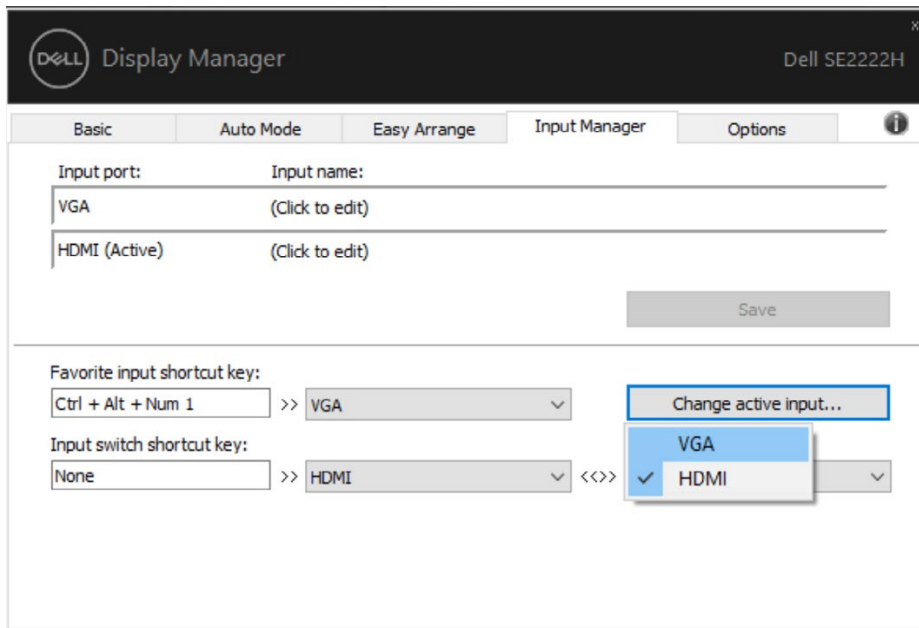 x
DELL Display Manager Dell SE2222H
Basic Auto Mode Easy Arrange Input Manager Options i
Input port: Input name:
VGA (Click to edit)
HDMI (Active) (Click to edit)
Save
Favorite input shortcut key:
Ctrl + Alt + Num 1 >> VGA Change active input...
VGA
Input switch shortcut key:
None >> HDMI <<>> HDMI